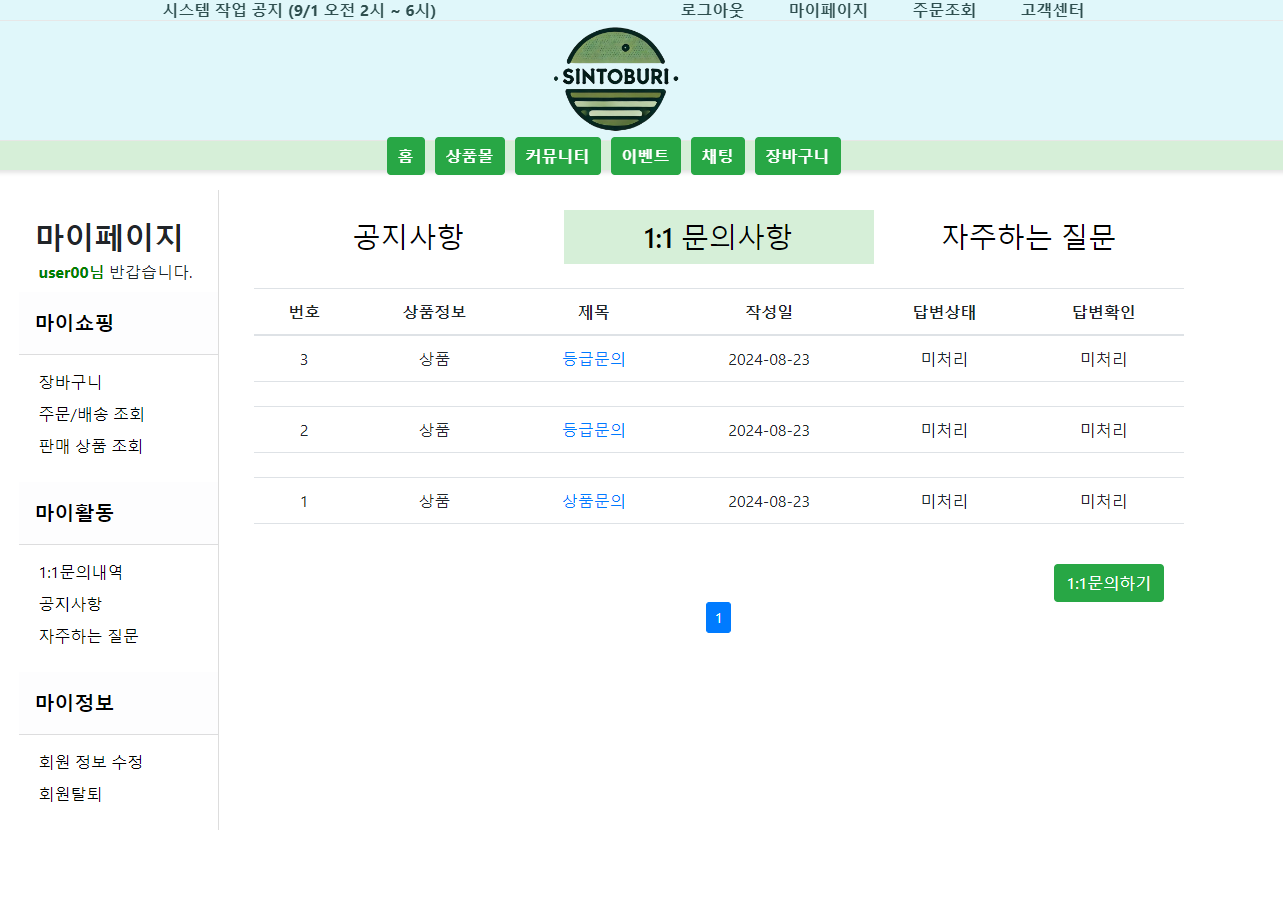 시스템 작업 공지 (9/1 오전 2시 ~ 6시) 로그아웃 마이페이지 주문조회 고객센터
· SINTOBURI ·
홈 상품몰 커뮤니티 이벤트 채팅 장바구니
마이페이지
user00님 반갑습니다.
마이쇼핑
장바구니
주문/배송 조회
판매 상품 조회
마이활동
1:1문의내역
공지사항
자주하는 질문
마이정보
회원 정보 수정
회원탈퇴
공지사항 1:1 문의사항 자주하는 질문
번호 상품정보 제목 작성일 답변상태 답변확인
3 상품 등급문의 2024-08-23 미처리 미처리
2 상품 등급문의 2024-08-23 미처리 미처리
1 상품 상품문의 2024-08-23 미처리 미처리
1:1문의하기
1